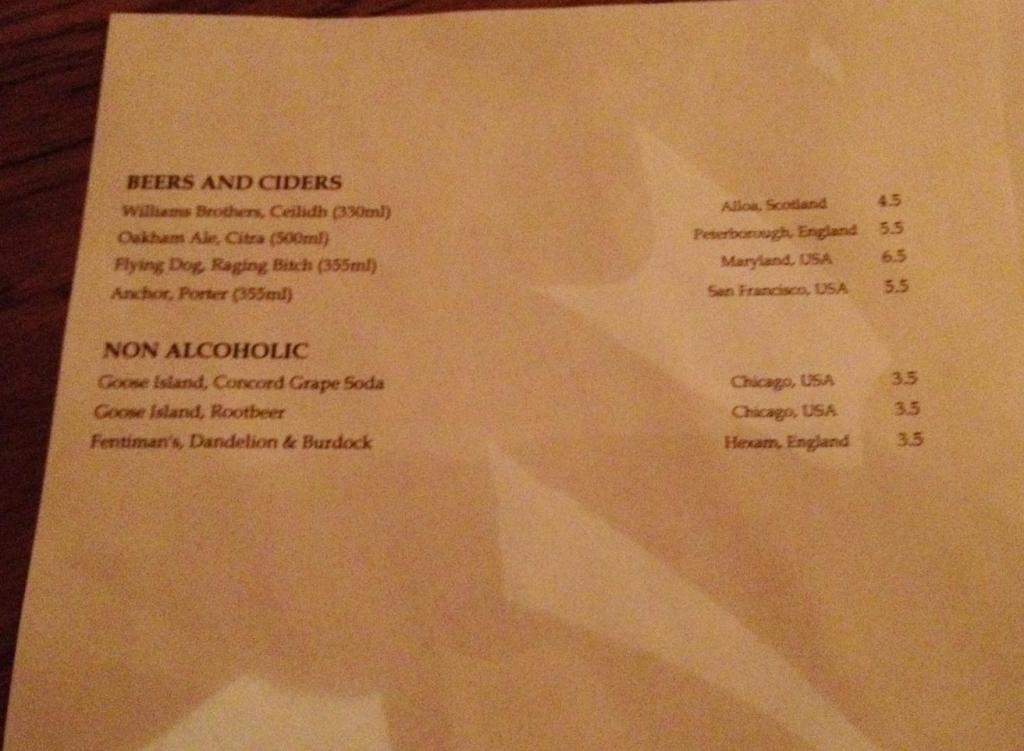 BEERS AND CIDERS
Williams Brothers, Ceilidh (330ml) Alloa, Scotland 4.5
Oakham Ale, Citra (500ml) Peterborough, England 5.5
Flying Dog, Raging Bitch (355ml) Maryland, USA 6.5
Anchor, Porter (355ml) San Francisco, USA 5.5
NON ALCOHOLIC
Goose Island, Concord Grape Soda Chicago, USA 3.5
Goose Island, Rootbeer Chicago, USA 3.5
Fentiman's, Dandelion & Burdock Hexam, England 3.5